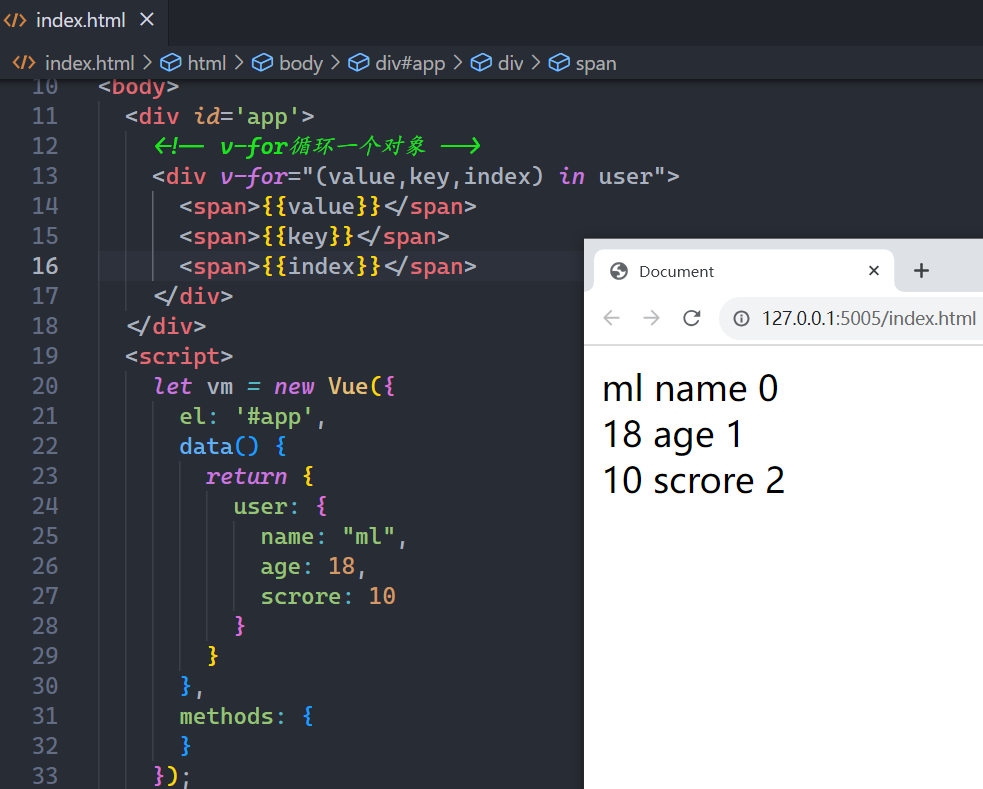 index.html
index.html > html > body > div#app > div > span
10 <body>
11 <div id='app'>
12 <!-- v-for循环一个对象 -->
13 <div v-for="(value,key,index) in user">
14 <span>{{value}}</span>
15 <span>{{key}}</span>
16 <span>{{index}}</span>
17 </div>
18 </div>
19 <script>
20 let vm = new Vue({
21 el: '#app',
22 data() {
23 return {
24 user: {
25 name: "ml",
26 age: 18,
27 scrore: 10
28 }
29 }
30 },
31 methods: {
32 }
33 });
Document
127.0.0.1:5005/index.html
ml name 0
18 age 1
10 scrore 2